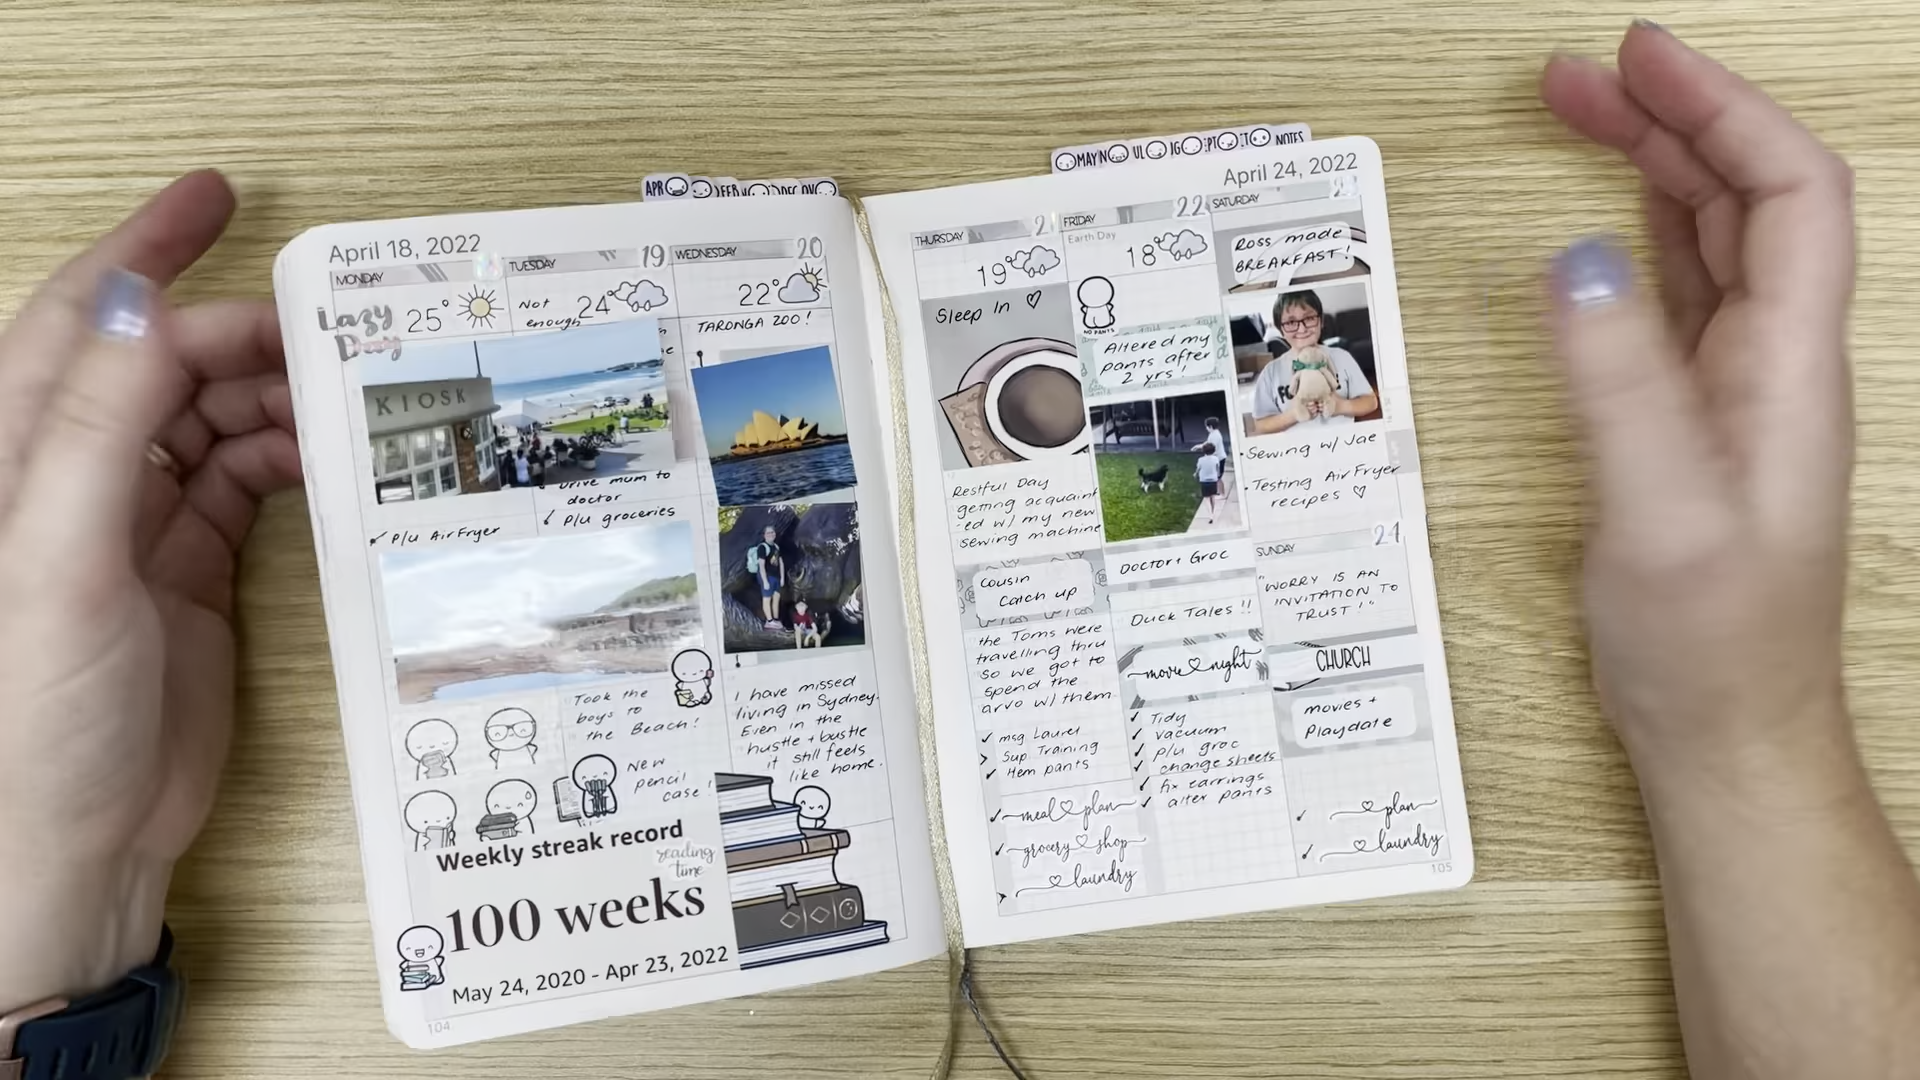 APR
MAY
NOTES
April 18, 2022
MONDAY
Lazy
Day
25°
KIOSK
✓ P/u AirFryer
TUESDAY 19
Not
enough
24°
Drive mum to
doctor
✓ P/u groceries
Took the
boys to
the Beach!
New
pencil
case!
Weekly streak record
reading
time
100 weeks
May 24, 2020 - Apr 23, 2022
104
WEDNESDAY 20
22°
TARONGA ZOO!
I have missed
living in Sydney.
Even in the
hustle + bustle
it still feels
like home.
April 24, 2022
THURSDAY 21
19°
Sleep In ♡
Restful Day
getting acquaint
-ed w/ my new
sewing machine
Cousin
Catch up
the Toms were
travelling thru
so we got to
spend the
arvo w/ them
✓ msg Laurel
> Sup Training
✓ Hem pants
✓ meal ♡ plan
✓ grocery ♡ shop
> ♡ laundry
FRIDAY 22
Earth Day
18°
NO PANTS
Altered my
pants after
2 yrs!
Doctor + Groc
Duck Tales !!
movie ♡ night
✓ Tidy
✓ vacuum
✓ p/u groc
✓ change sheets
✓ fix earrings
✓ alter pants
SATURDAY 23
Ross made
BREAKFAST!
• Sewing w/ Jae
• Testing AirFryer
recipes ♡
SUNDAY 24
"WORRY IS AN
INVITATION TO
TRUST!"
CHURCH
movies +
Playdate
✓ ♡ plan
✓ ♡ laundry
105